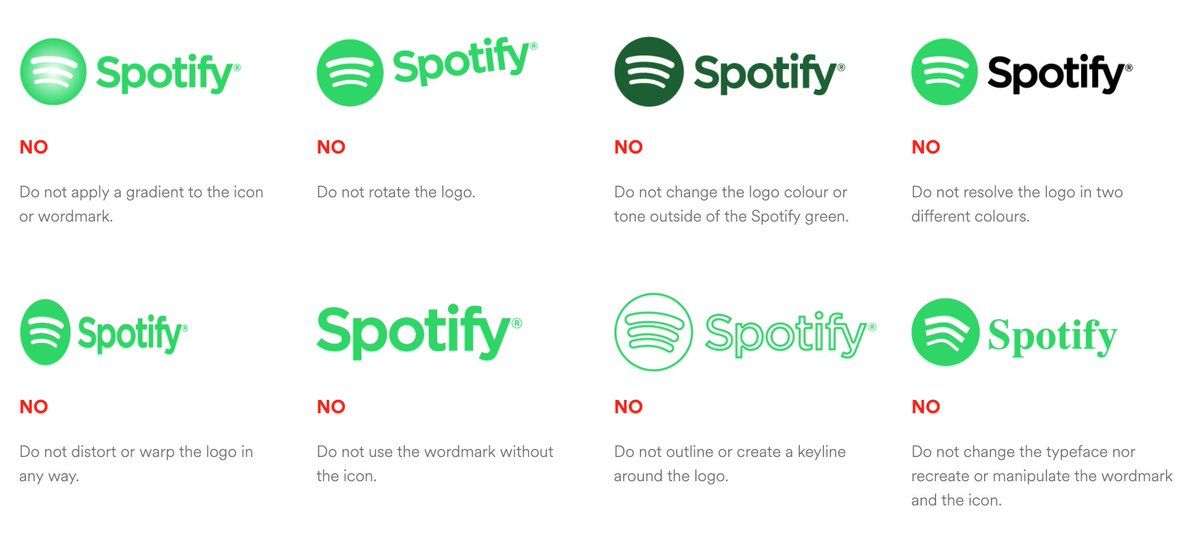 Spotify®
NO
Do not apply a gradient to the icon
or wordmark.
Spotify®
NO
Do not rotate the logo.
Spotify®
NO
Do not change the logo colour or
tone outside of the Spotify green.
Spotify®
NO
Do not resolve the logo in two
different colours.
Spotify®
NO
Do not distort or warp the logo in
any way.
Spotify®
NO
Do not use the wordmark without
the icon.
Spotify®
NO
Do not outline or create a keyline
around the logo.
Spotify
NO
Do not change the typeface nor
recreate or manipulate the wordmark
and the icon.